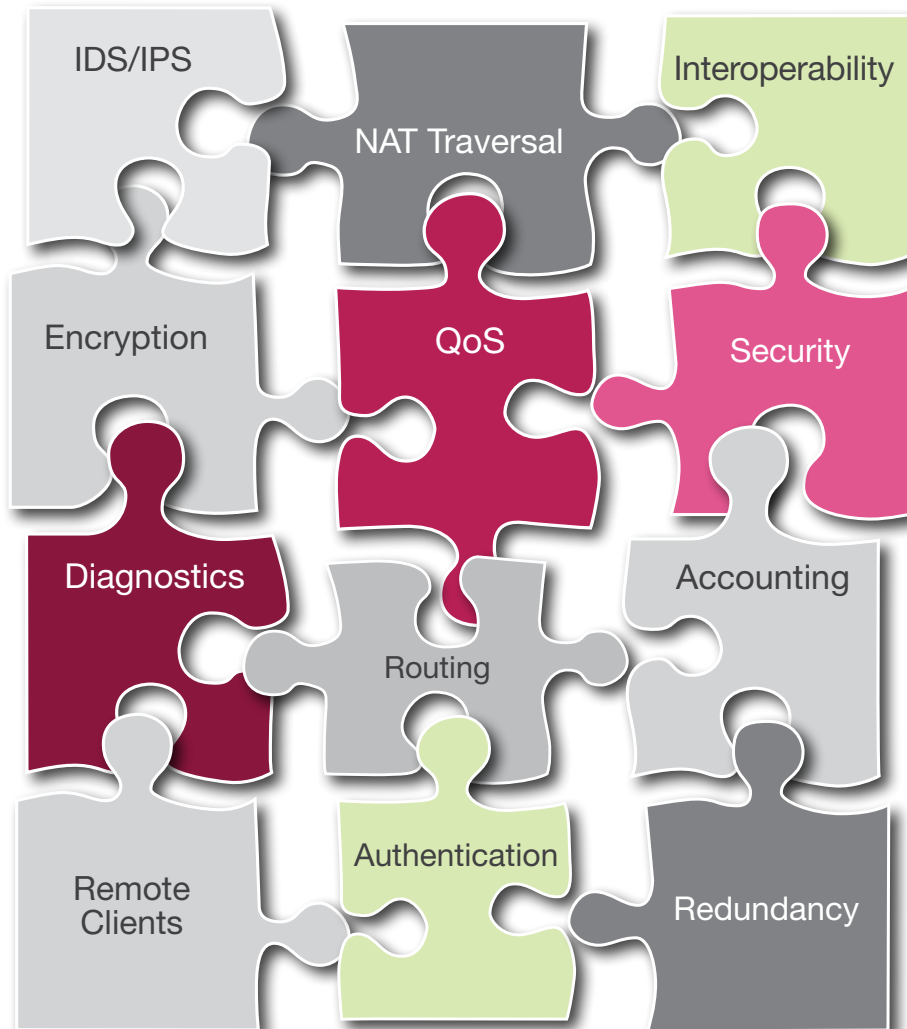 IDS/IPS
NAT Traversal
Interoperability
Encryption
QoS
Security
Diagnostics
Routing
Accounting
Remote
Clients
Authentication
Redundancy